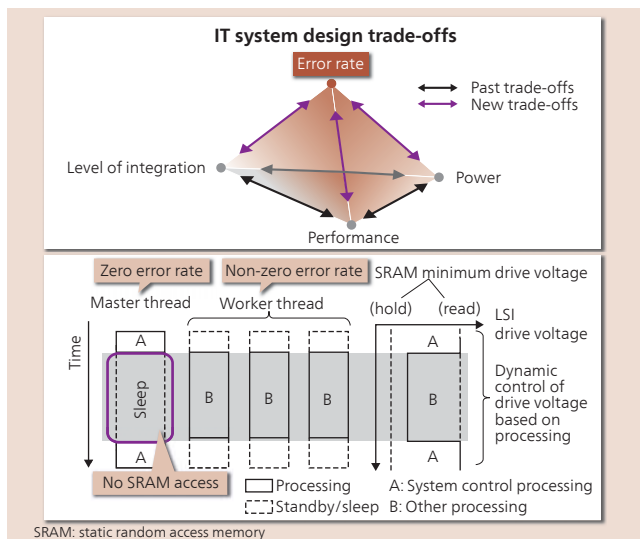 IT system design trade-offs
Error rate
Past trade-offs
New trade-offs
Level of integration
Power
Performance
Zero error rate
Non-zero error rate
SRAM minimum drive voltage
Master thread
Worker thread
(hold)
(read)
LSI
drive voltage
Time
A
A
Sleep
B
B
B
B
Dynamic
control of
drive voltage
based on
processing
A
A
No SRAM access
Processing
A: System control processing
Standby/sleep
B: Other processing
SRAM: static random access memory